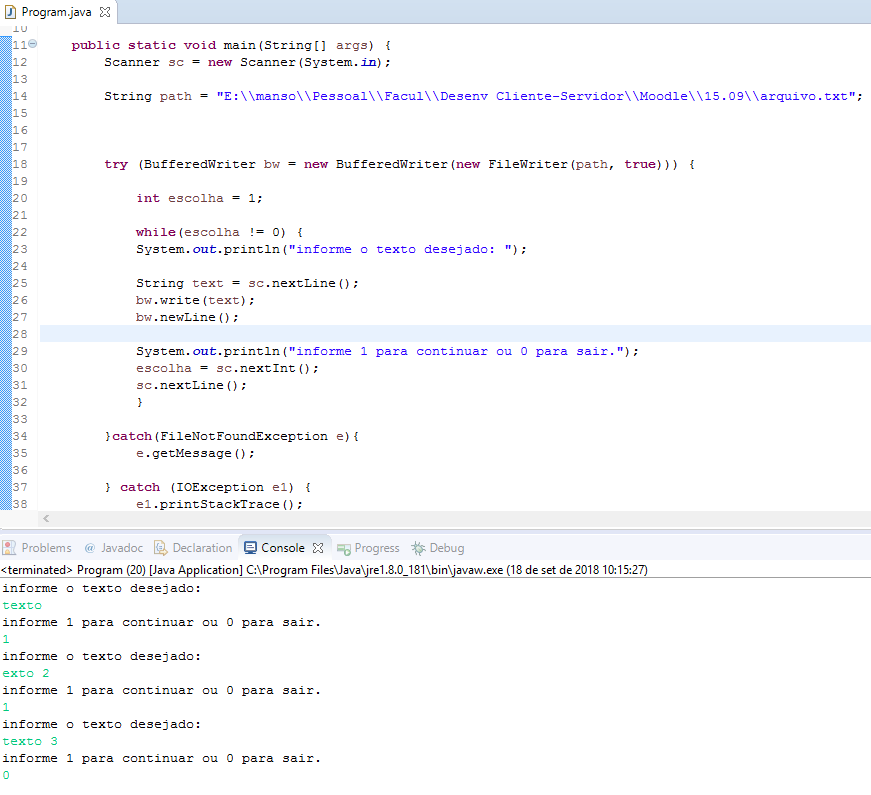 Program.java
10
11 public static void main(String[] args) {
12 Scanner sc = new Scanner(System.in);
13
14 String path = "E:\\manso\\Pessoal\\Facul\\Desenv Cliente-Servidor\\Moodle\\15.09\\arquivo.txt";
15
16
17
18 try (BufferedWriter bw = new BufferedWriter(new FileWriter(path, true))) {
19
20 int escolha = 1;
21
22 while(escolha != 0) {
23 System.out.println("informe o texto desejado: ");
24
25 String text = sc.nextLine();
26 bw.write(text);
27 bw.newLine();
28
29 System.out.println("informe 1 para continuar ou 0 para sair.");
30 escolha = sc.nextInt();
31 sc.nextLine();
32 }
33
34 }catch(FileNotFoundException e){
35 e.getMessage();
36
37 } catch (IOException e1) {
38 e1.printStackTrace();
Problems @ Javadoc Declaration Console Progress Debug
<terminated> Program (20) [Java Application] C:\Program Files\Java\jre1.8.0_181\bin\javaw.exe (18 de set de 2018 10:15:27)
informe o texto desejado:
texto
informe 1 para continuar ou 0 para sair.
1
informe o texto desejado:
exto 2
informe 1 para continuar ou 0 para sair.
1
informe o texto desejado:
texto 3
informe 1 para continuar ou 0 para sair.
0